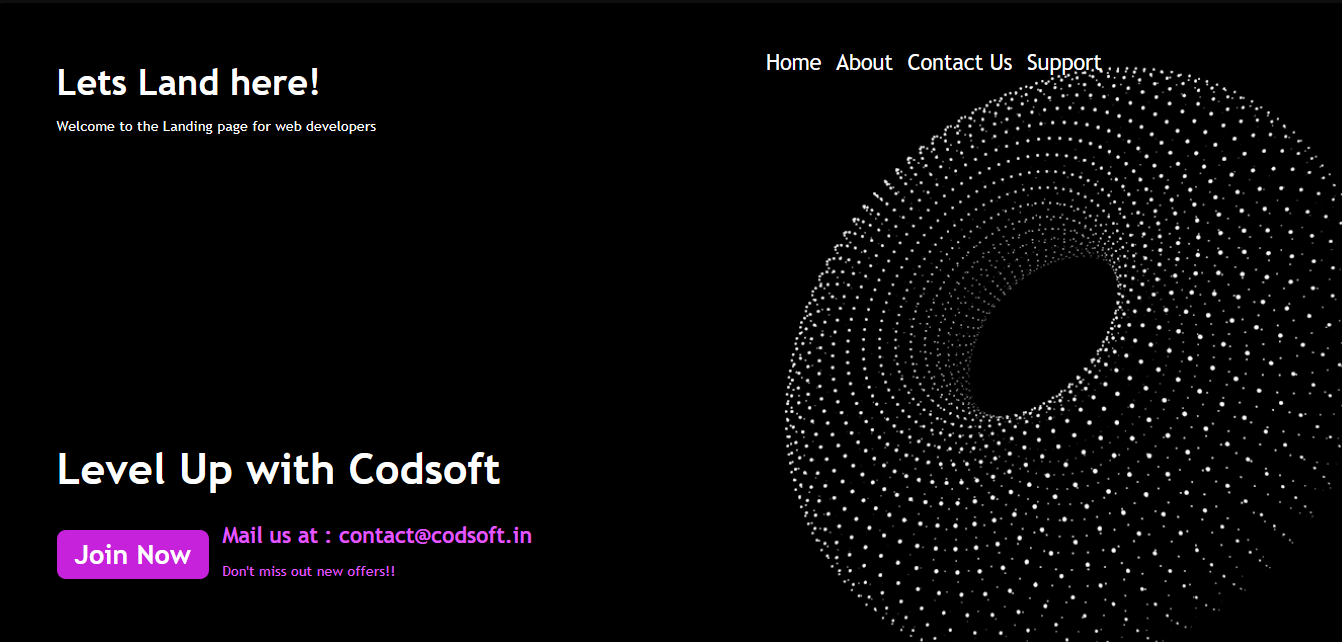 Home About Contact Us Support
Lets Land here!
Welcome to the Landing page for web developers
Level Up with Codsoft
Join Now
Mail us at : contact@codsoft.in
Don't miss out new offers!!